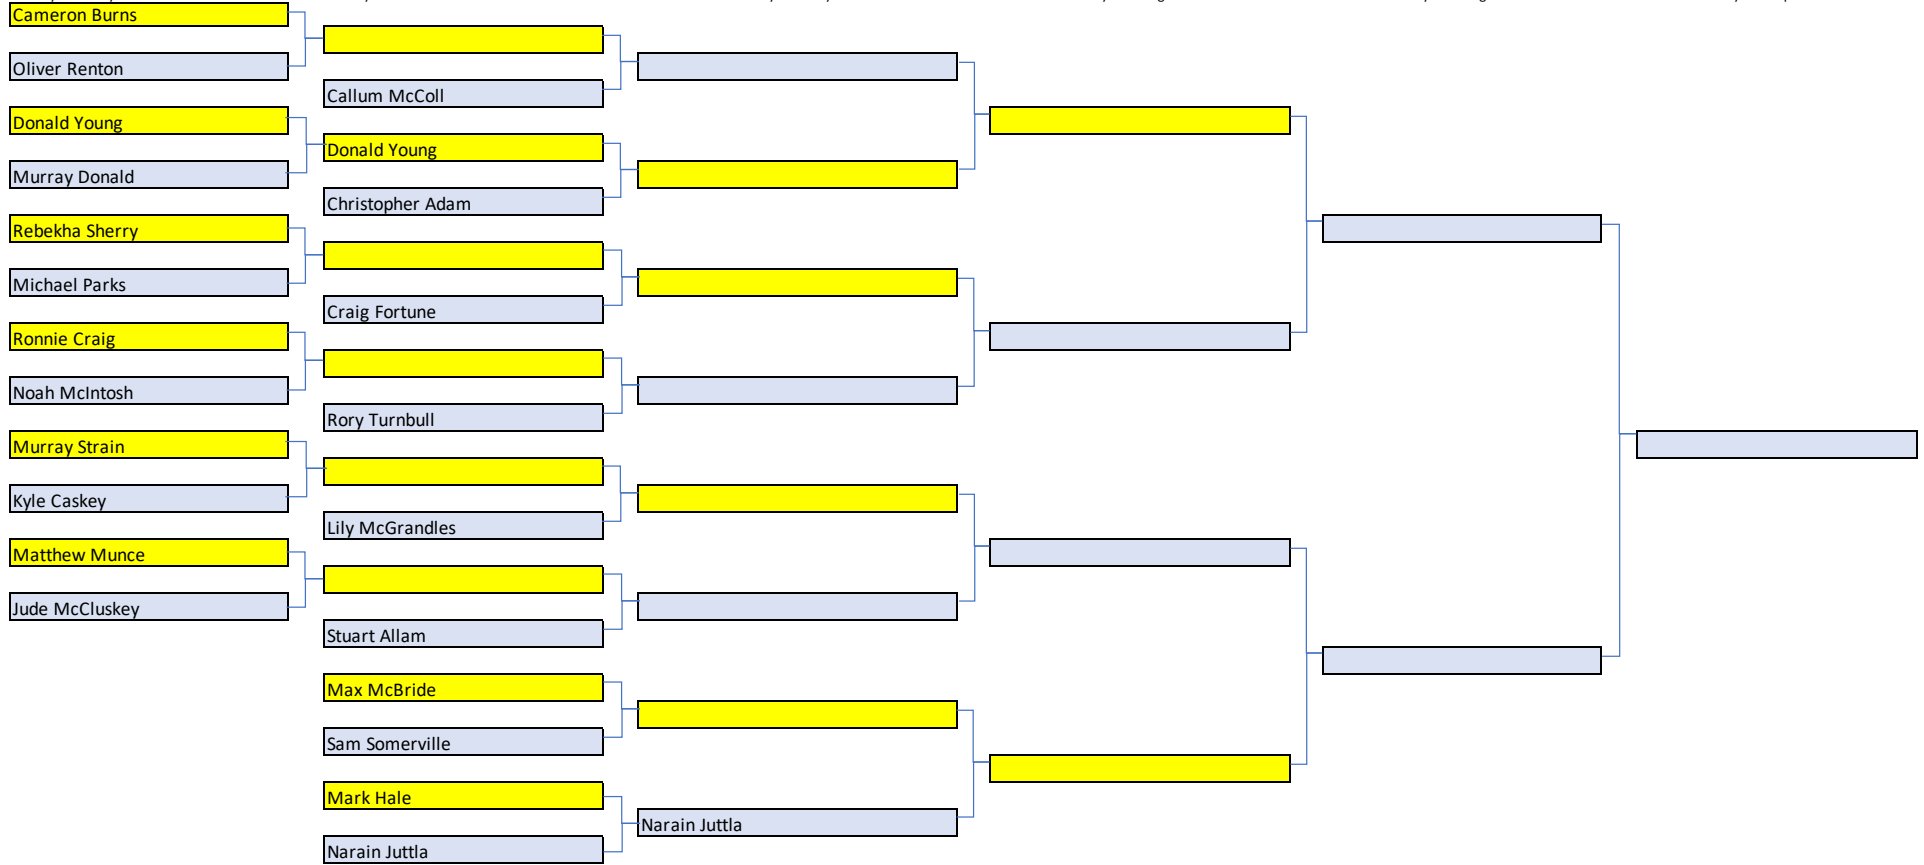 Cameron Burns
Oliver Renton
Callum McColl
Donald Young
Donald Young
Murray Donald
Christopher Adam
Rebekha Sherry
Michael Parks
Craig Fortune
Ronnie Craig
Noah McIntosh
Rory Turnbull
Murray Strain
Kyle Caskey
Lily McGrandles
Matthew Munce
Jude McCluskey
Stuart Allam
Max McBride
Sam Somerville
Mark Hale
Narain Juttla
Narain Juttla